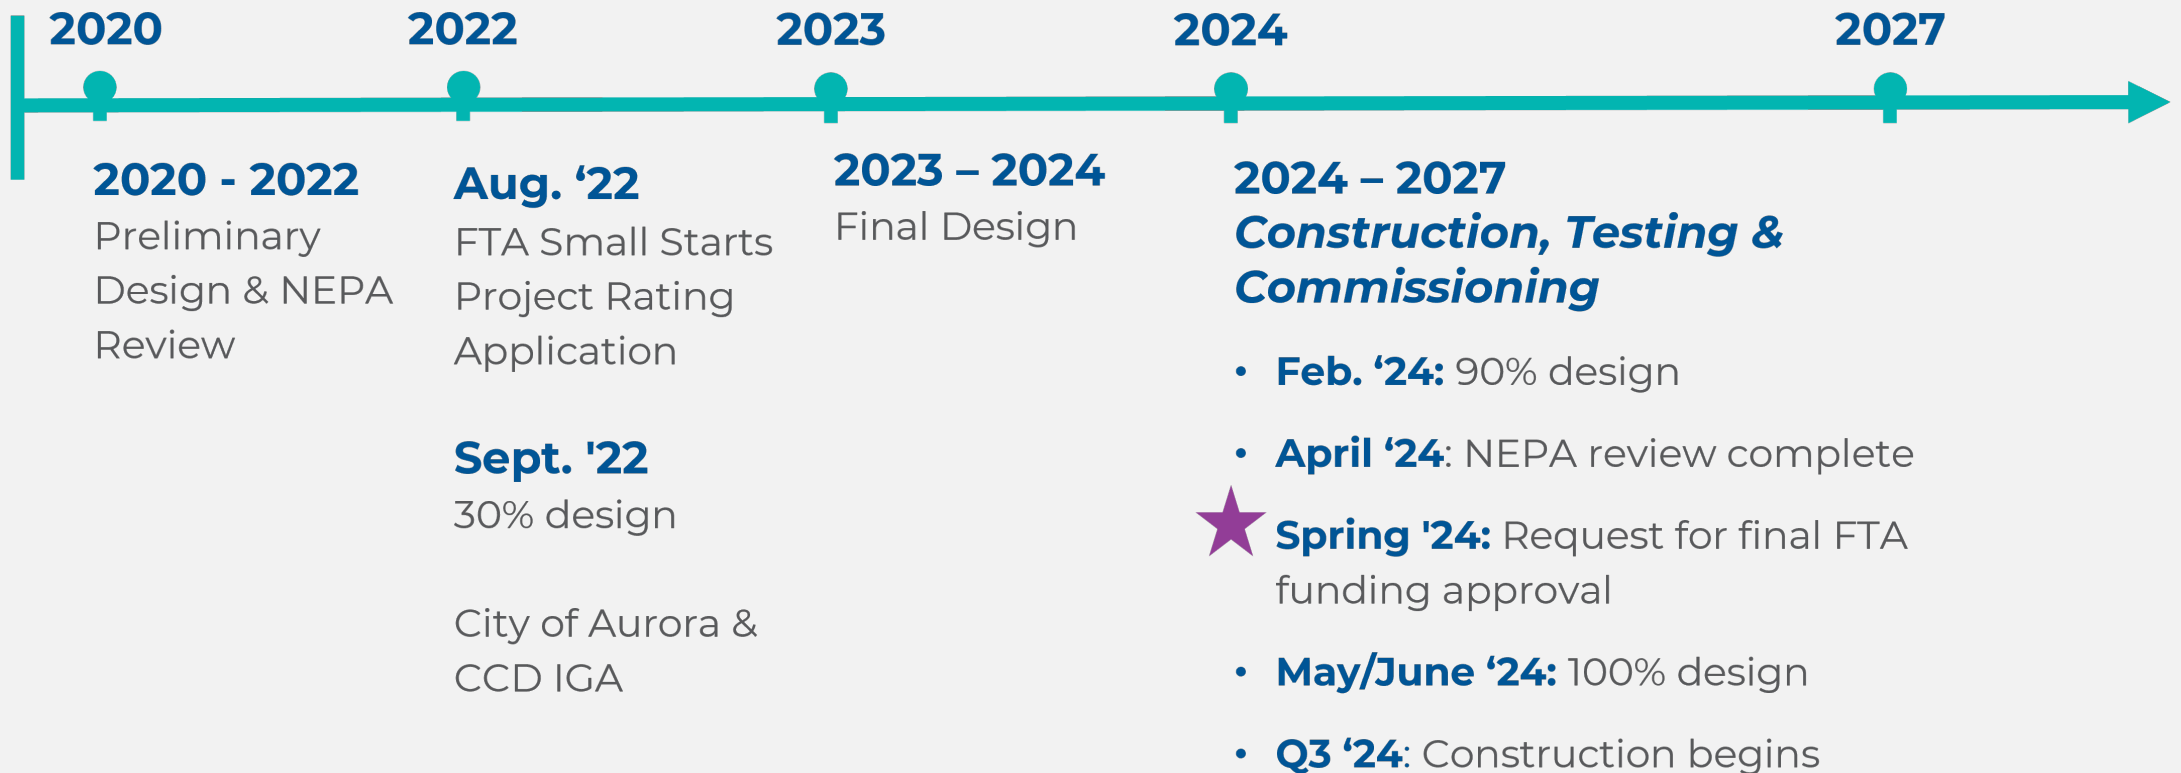 2020
2022
2023
2024
2027
2020 - 2022
Preliminary
Design & NEPA
Review
Aug. ‘22
FTA Small Starts
Project Rating
Application
Sept. '22
30% design
City of Aurora &
CCD IGA
2023 – 2024
Final Design
2024 – 2027
Construction, Testing &
Commissioning
• Feb. ‘24: 90% design
• April ‘24: NEPA review complete
Spring '24: Request for final FTA
funding approval
• May/June ‘24: 100% design
• Q3 ‘24: Construction begins